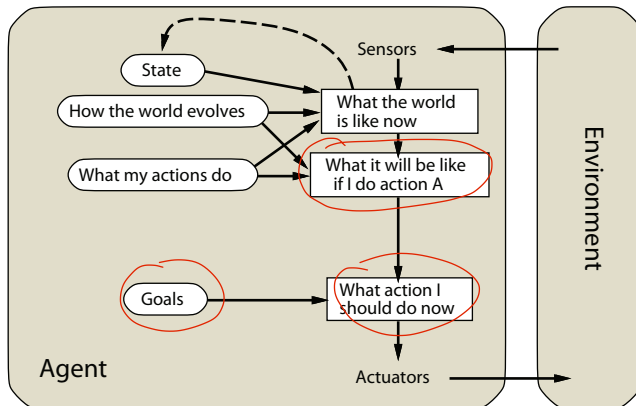 Sensors
State
How the world evolves
What the world
is like now
What my actions do
What it will be like
if I do action A
Goals
What action I
should do now
Agent
Actuators
Environment